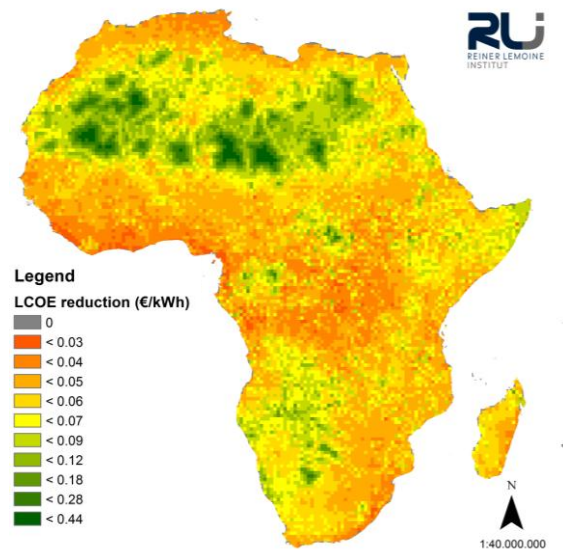 RLI
REINER LEMOINE
INSTITUT
Legend
LCOE reduction (€/kWh)
0
< 0.03
< 0.04
< 0.05
< 0.06
< 0.07
< 0.09
< 0.12
< 0.18
< 0.28
< 0.44
N
1:40.000.000